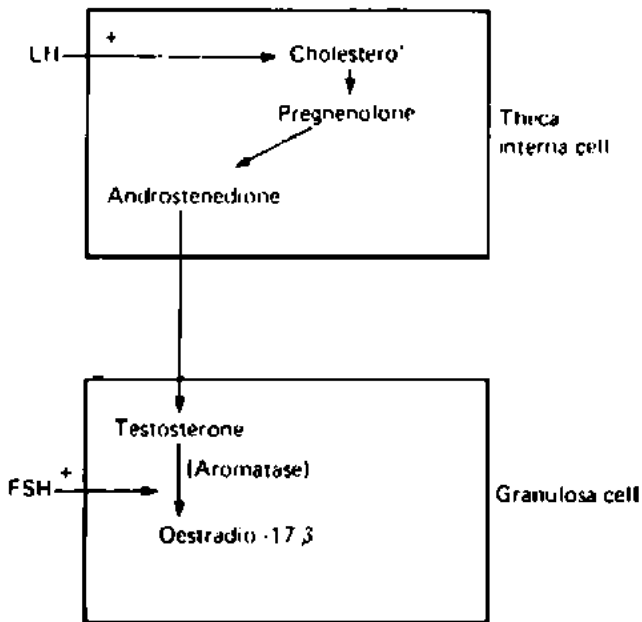 LH
+
Cholestero'
Pregnenolone
Theca
interna cell
Androstenedione
Testosterone
(Aromatase)
+
FSH
Oestradio -17 β
Granulosa cell